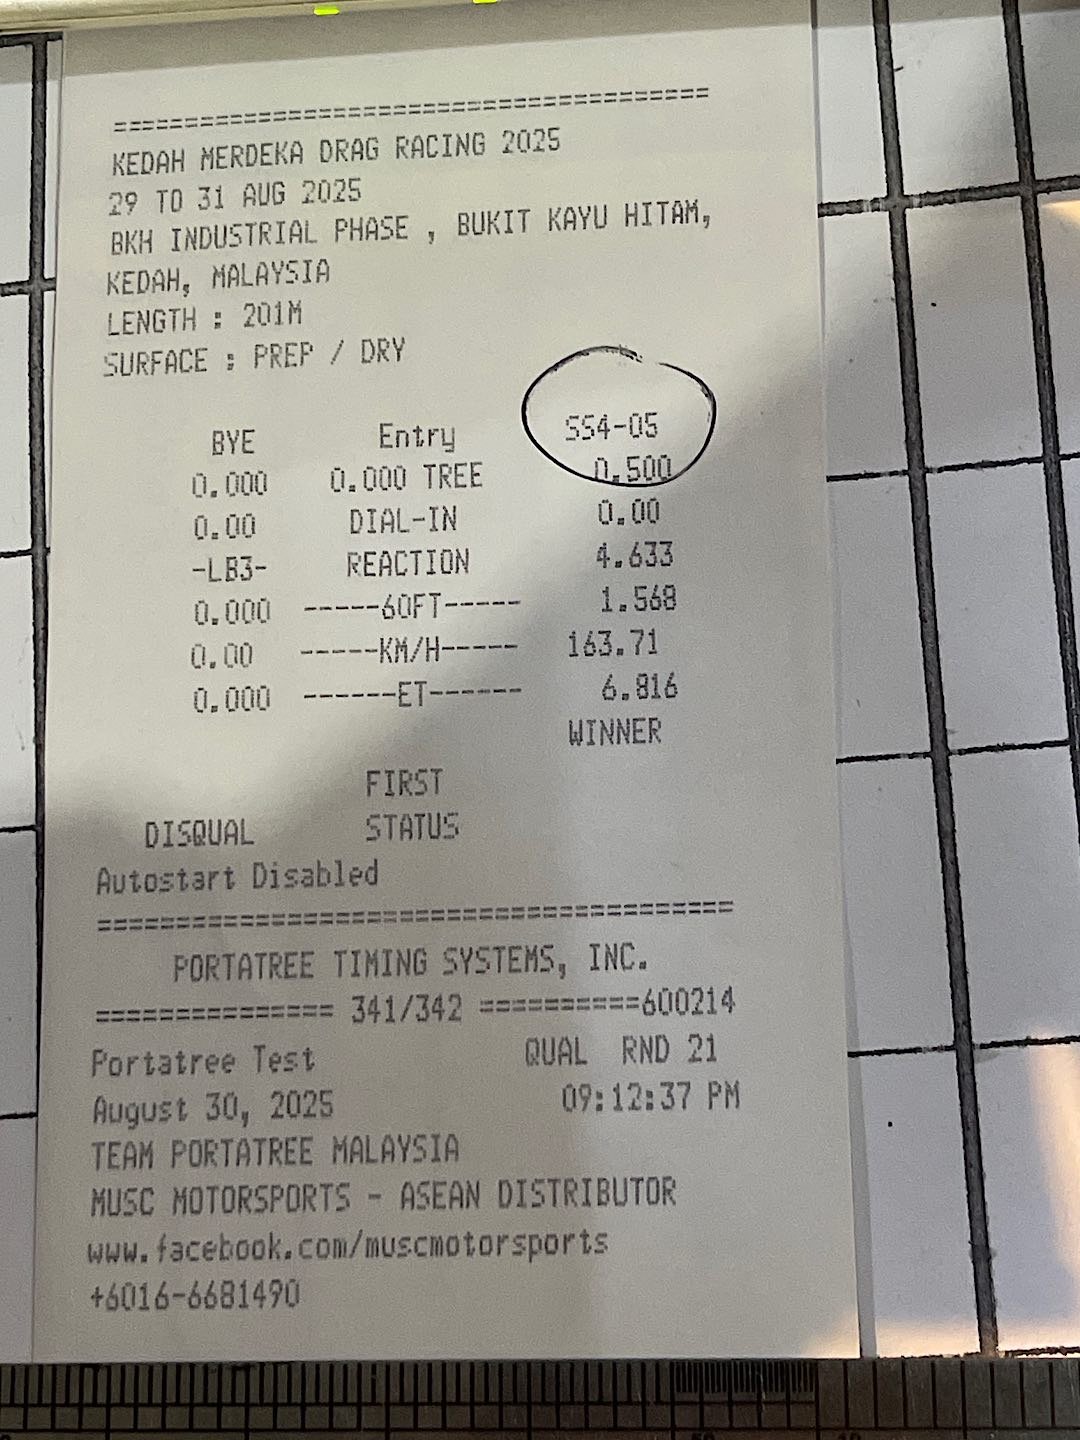 ========================================
KEDAH MERDEKA DRAG RACING 2025
29 TO 31 AUG 2025
BKH INDUSTRIAL PHASE , BUKIT KAYU HITAM,
KEDAH, MALAYSIA
LENGTH : 201M
SURFACE : PREP / DRY
BYE Entry SS4-05
0.000 0.000 TREE 0.500
0.00 DIAL-IN 0.00
-LB3- REACTION 4.633
0.000 -----60FT----- 1.568
0.00 -----KM/H----- 163.71
0.000 ------ET------ 6.816
WINNER
FIRST
DISQUAL STATUS
Autostart Disabled
========================================
PORTATREE TIMING SYSTEMS, INC.
=============== 341/342 ==========600214
Portatree Test QUAL RND 21
August 30, 2025 09:12:37 PM
TEAM PORTATREE MALAYSIA
MUSC MOTORSPORTS - ASEAN DISTRIBUTOR
www.facebook.com/muscmotorsports
+6016-6681490